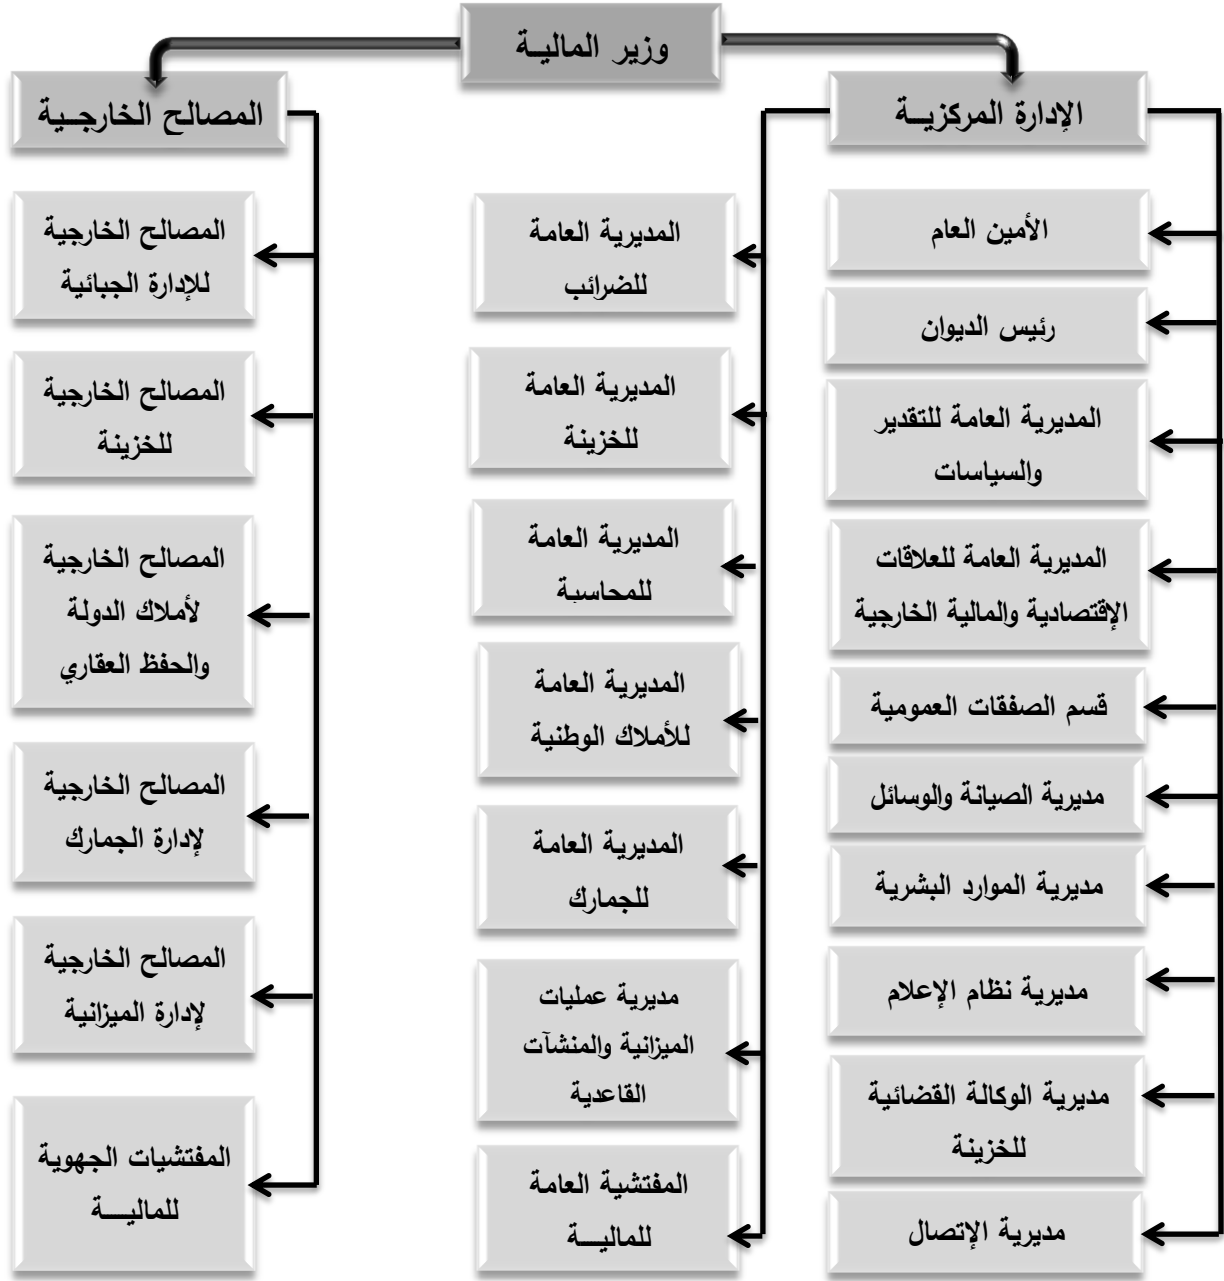 وزير الماليـة
الإدارة المركزيــة
الأمين العام
رئيس الديوان
المديرية العامة للتقدير
والسياسات
المديرية العامة للعلاقات
الإقتصادية والمالية الخارجية
قسم الصفقات العمومية
مديرية الصيانة والوسائل
مديرية الموارد البشرية
مديرية نظام الإعلام
مديرية الوكالة القضائية
للخزينة
مديرية الإتصال
المديرية العامة
للضرائب
المديرية العامة
للخزينة
المديرية العامة
للمحاسبة
المديرية العامة
للأملاك الوطنية
المديرية العامة
للجمارك
مديرية عمليات
الميزانية والمنشآت
القاعدية
المفتشية العامة
للماليــة
المصالح الخارجــية
المصالح الخارجية
للإدارة الجبائية
المصالح الخارجية
للخزينة
المصالح الخارجية
لأملاك الدولة
والحفظ العقاري
المصالح الخارجية
لإدارة الجمارك
المصالح الخارجية
لإدارة الميزانية
المفتشيات الجهوية
للماليــة